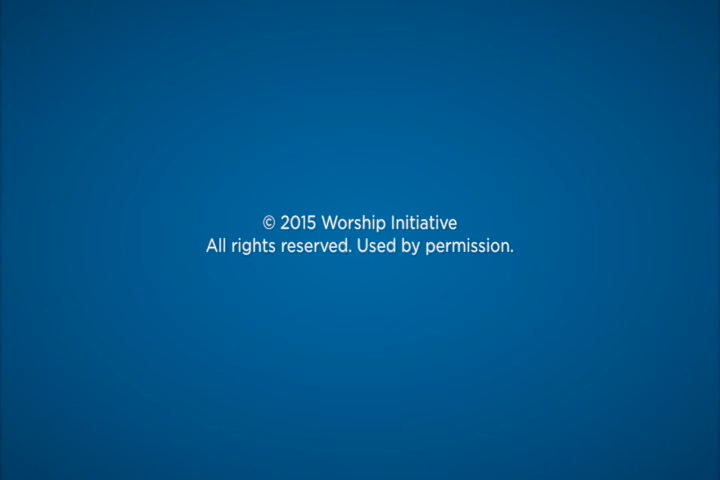 © 2015 Worship Initiative
All rights reserved. Used by permission.